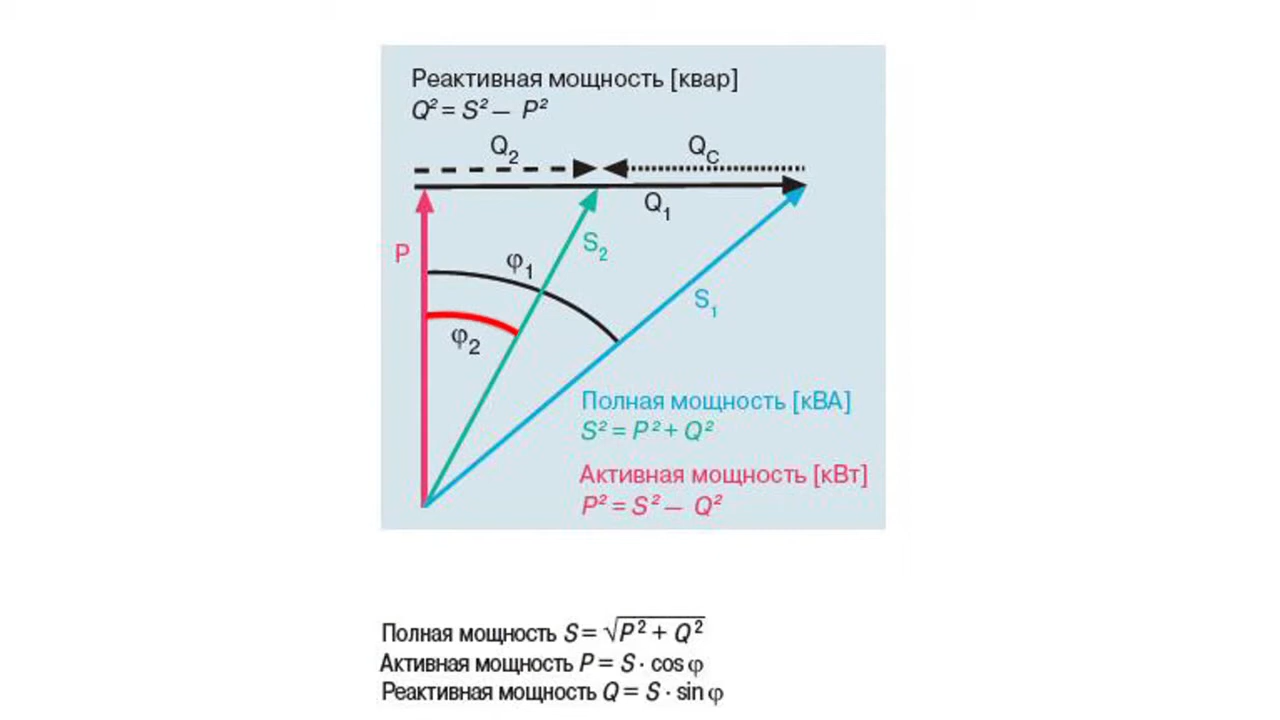 Реактивная мощность [квар]
Q² = S² — P²
Q₂
Q_C
Q₁
P
S₂
φ₁
S₁
φ₂
Полная мощность [кВА]
S² = P² + Q²
Активная мощность [кВт]
P² = S² — Q²
Полная мощность S = √P² + Q²
Активная мощность P = S · cos φ
Реактивная мощность Q = S · sin φ